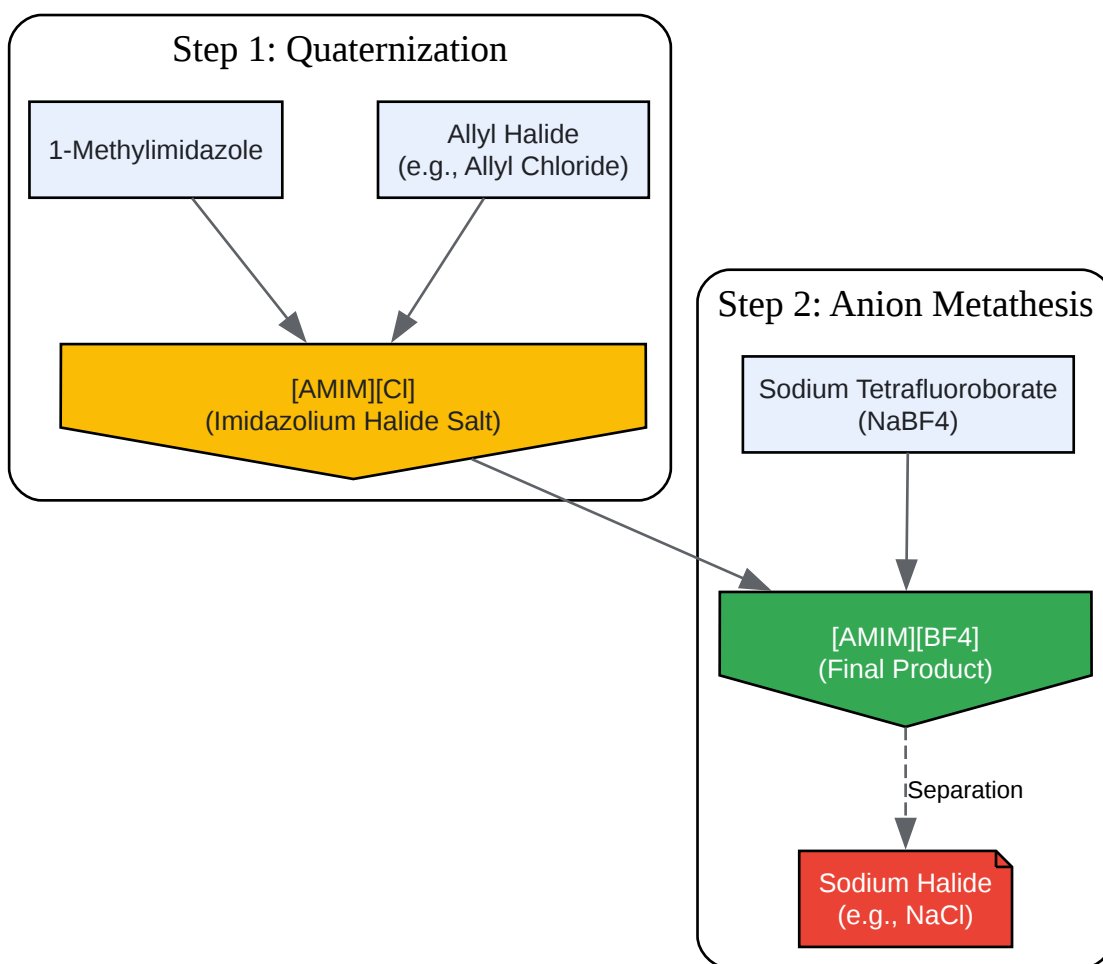 Step 1: Quaternization
1-Methylimidazole
Allyl Halide
(e.g., Allyl Chloride)
[AMIM][Cl]
(Imidazolium Halide Salt)
Step 2: Anion Metathesis
Sodium Tetrafluoroborate
(NaBF4)
[AMIM][BF4]
(Final Product)
Separation
Sodium Halide
(e.g., NaCl)